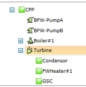 CPP
BFW-PumpA
BFW-PumpB
Boiler#1
Turbine
Condensor
FWHeater#1
GSC